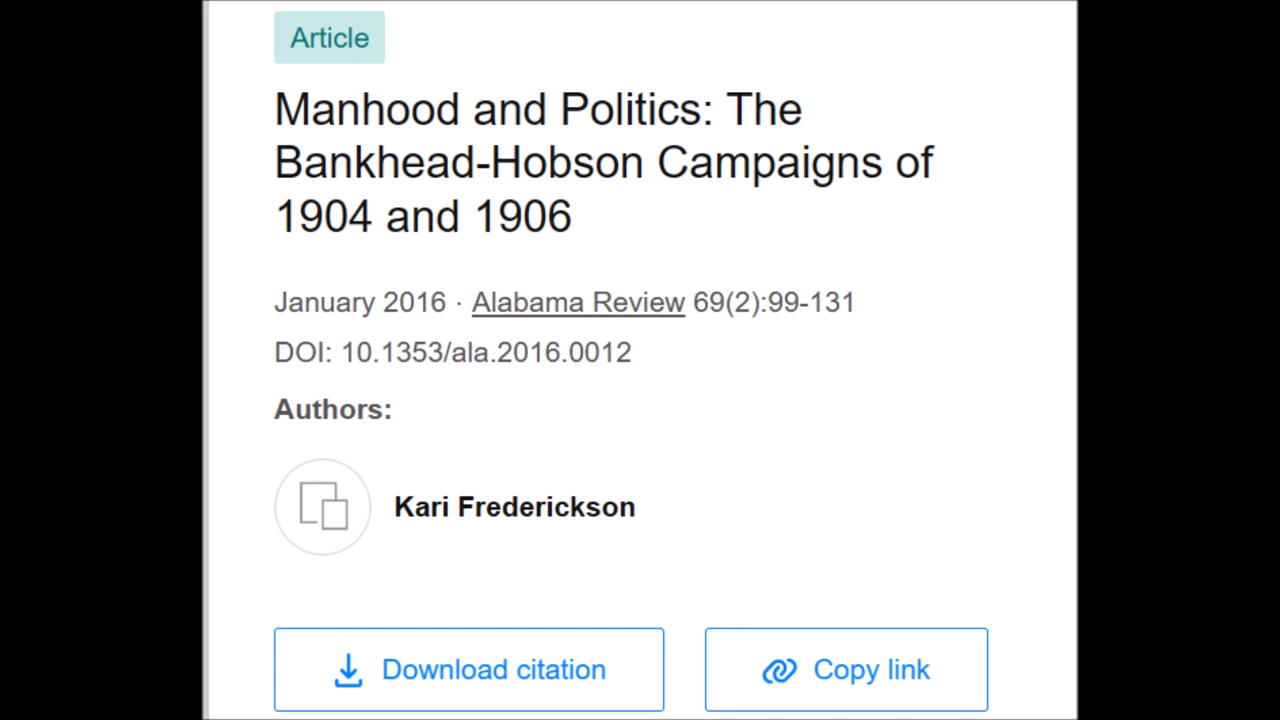 Article
Manhood and Politics: The
Bankhead-Hobson Campaigns of
1904 and 1906
January 2016 · Alabama Review 69(2):99-131
DOI: 10.1353/ala.2016.0012
Authors:
Kari Frederickson
Download citation
Copy link